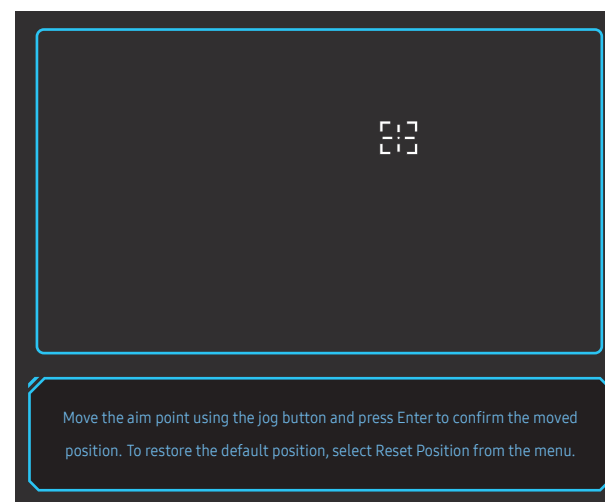 Move the aim point using the jog button and press Enter to confirm the moved
position. To restore the default position, select Reset Position from the menu.